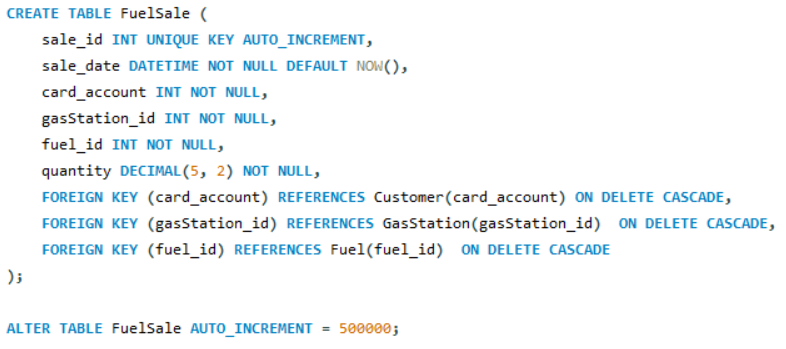 CREATE TABLE FuelSale (
    sale_id INT UNIQUE KEY AUTO_INCREMENT,
    sale_date DATETIME NOT NULL DEFAULT NOW(),
    card_account INT NOT NULL,
    gasStation_id INT NOT NULL,
    fuel_id INT NOT NULL,
    quantity DECIMAL(5, 2) NOT NULL,
    FOREIGN KEY (card_account) REFERENCES Customer(card_account) ON DELETE CASCADE,
    FOREIGN KEY (gasStation_id) REFERENCES GasStation(gasStation_id)  ON DELETE CASCADE,
    FOREIGN KEY (fuel_id) REFERENCES Fuel(fuel_id)  ON DELETE CASCADE
);
ALTER TABLE FuelSale AUTO_INCREMENT = 500000;